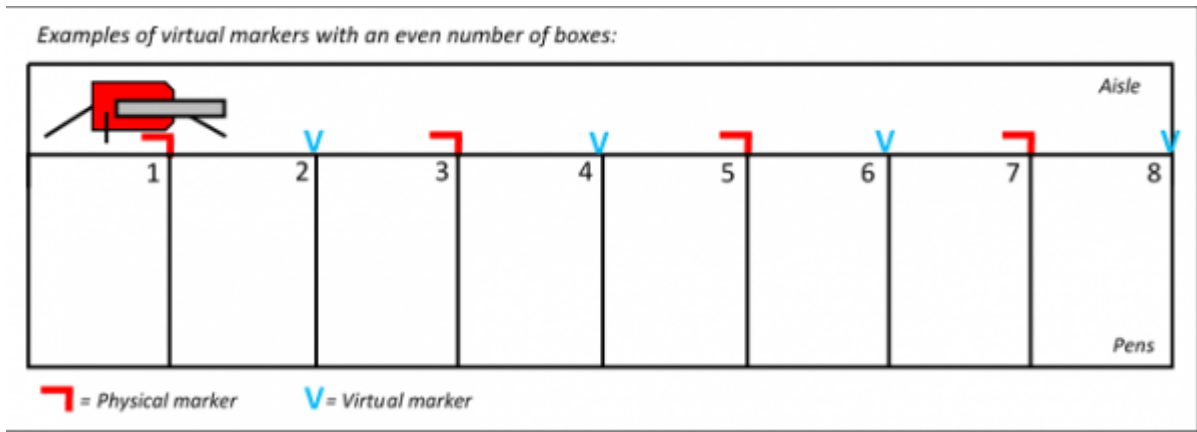 Examples of virtual markers with an even number of boxes:
Aisle
V V V V
1 2 3 4 5 6 7 8
Pens
= Physical marker V = Virtual marker